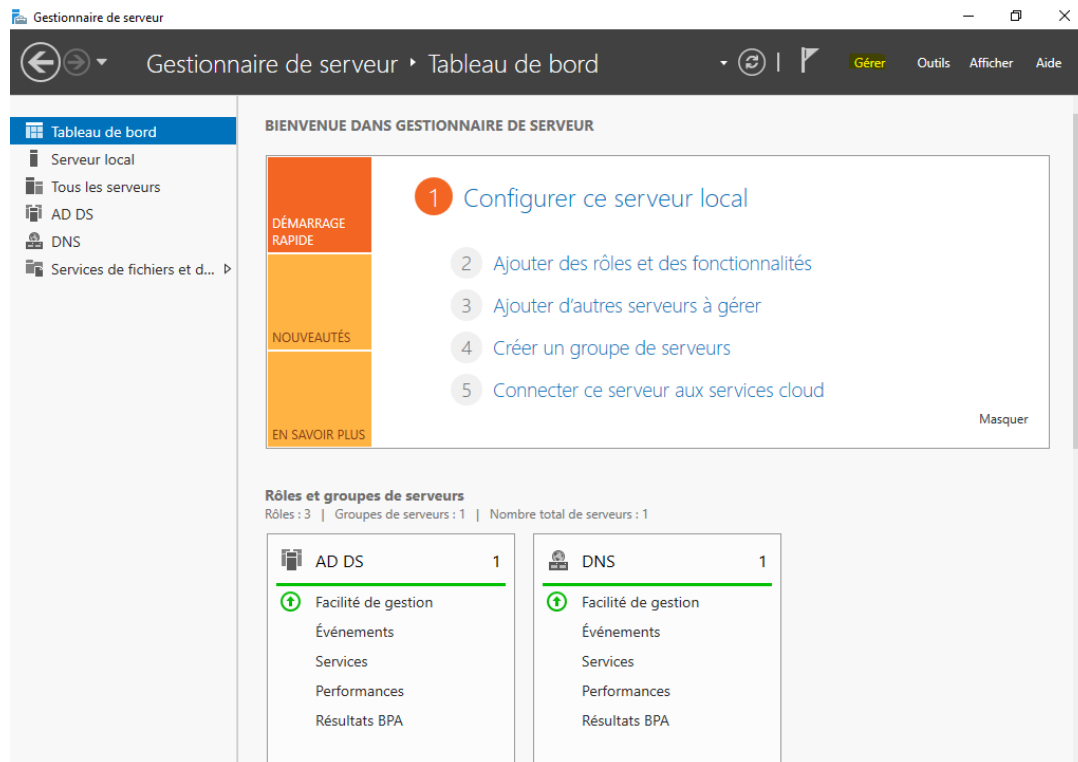 Gestionnaire de serveur
Gestionnaire de serveur ‣ Tableau de bord
Gérer Outils Afficher Aide
Tableau de bord
Serveur local
Tous les serveurs
AD DS
DNS
Services de fichiers et d...
BIENVENUE DANS GESTIONNAIRE DE SERVEUR
DÉMARRAGE
RAPIDE
NOUVEAUTÉS
EN SAVOIR PLUS
1 Configurer ce serveur local
2 Ajouter des rôles et des fonctionnalités
3 Ajouter d'autres serveurs à gérer
4 Créer un groupe de serveurs
5 Connecter ce serveur aux services cloud
Masquer
Rôles et groupes de serveurs
Rôles : 3 | Groupes de serveurs : 1 | Nombre total de serveurs : 1
AD DS 1
Facilité de gestion
Événements
Services
Performances
Résultats BPA
DNS 1
Facilité de gestion
Événements
Services
Performances
Résultats BPA